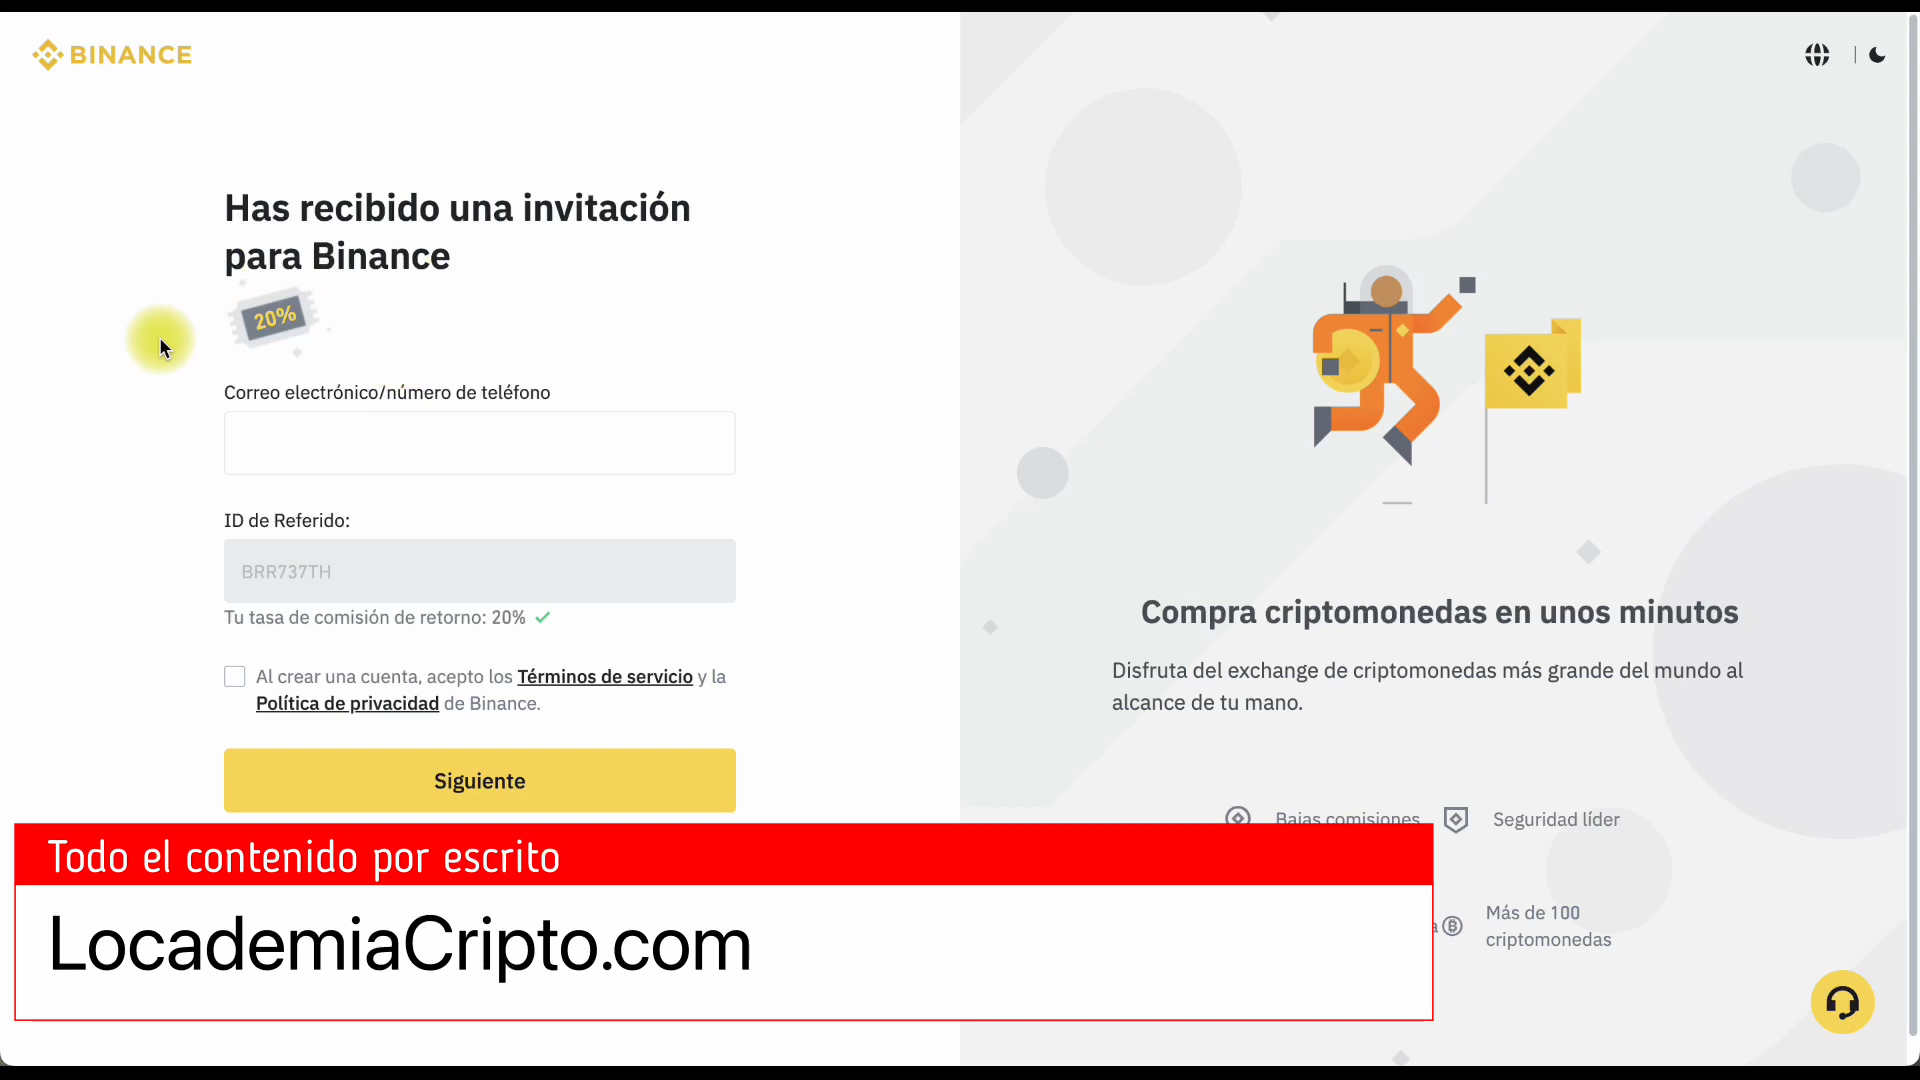 BINANCE
Has recibido una invitación
para Binance
20%
Correo electrónico/número de teléfono
ID de Referido:
BRR737TH
Tu tasa de comisión de retorno: 20%
Al crear una cuenta, acepto los Términos de servicio y la
Política de privacidad de Binance.
Siguiente
Compra criptomonedas en unos minutos
Disfruta del exchange de criptomonedas más grande del mundo al
alcance de tu mano.
Bajas comisiones
Seguridad líder
Más de 100
criptomonedas
Todo el contenido por escrito
LocademiaCripto.com